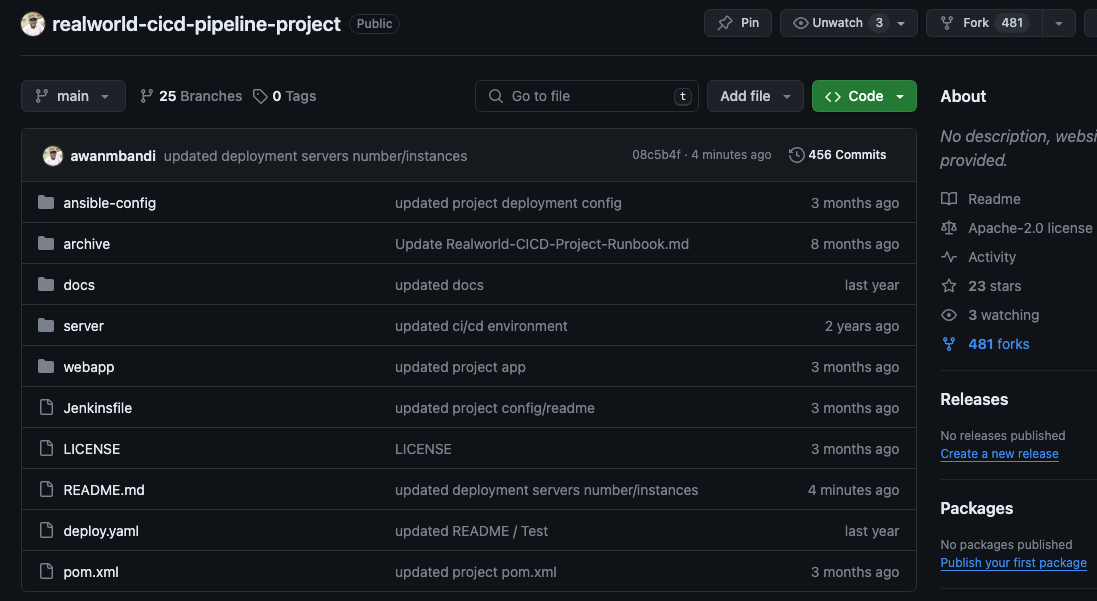 realworld-cicd-pipeline-project Public Pin Unwatch 3 Fork 481
main 25 Branches 0 Tags Go to file t Add file Code
awanmbandi updated deployment servers number/instances 08c5b4f · 4 minutes ago 456 Commits
ansible-config updated project deployment config 3 months ago
archive Update Realworld-CICD-Project-Runbook.md 8 months ago
docs updated docs last year
server updated ci/cd environment 2 years ago
webapp updated project app 3 months ago
Jenkinsfile updated project config/readme 3 months ago
LICENSE LICENSE 3 months ago
README.md updated deployment servers number/instances 4 minutes ago
deploy.yaml updated README / Test last year
pom.xml updated project pom.xml 3 months ago
About
No description, websi
provided.
Readme
Apache-2.0 license
Activity
23 stars
3 watching
481 forks
Releases
No releases published
Create a new release
Packages
No packages published
Publish your first package